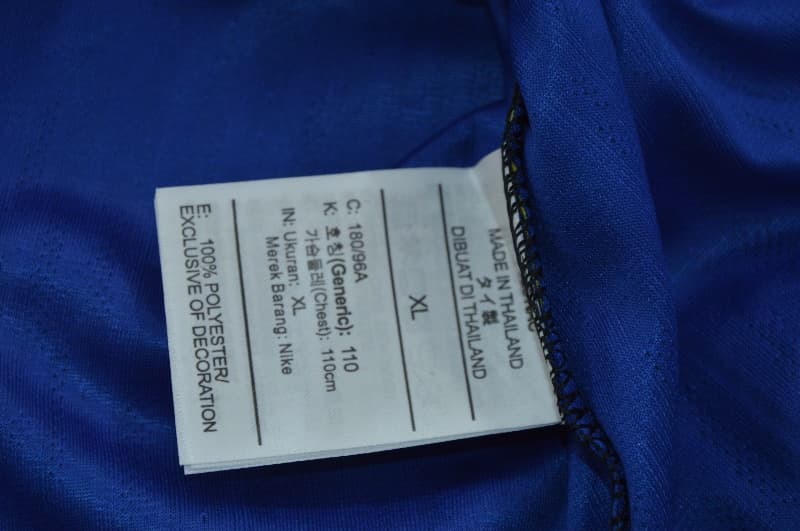 MADE IN THAILAND
タイ製
DIBUAT DI THAILAND
XL
C: 180/96A
K: 호칭(Generic): 110
가슴둘레(Chest): 110cm
IN: Ukuran: XL
Merek Barang: Nike
E: 100% POLYESTER/
EXCLUSIVE OF DECORATION